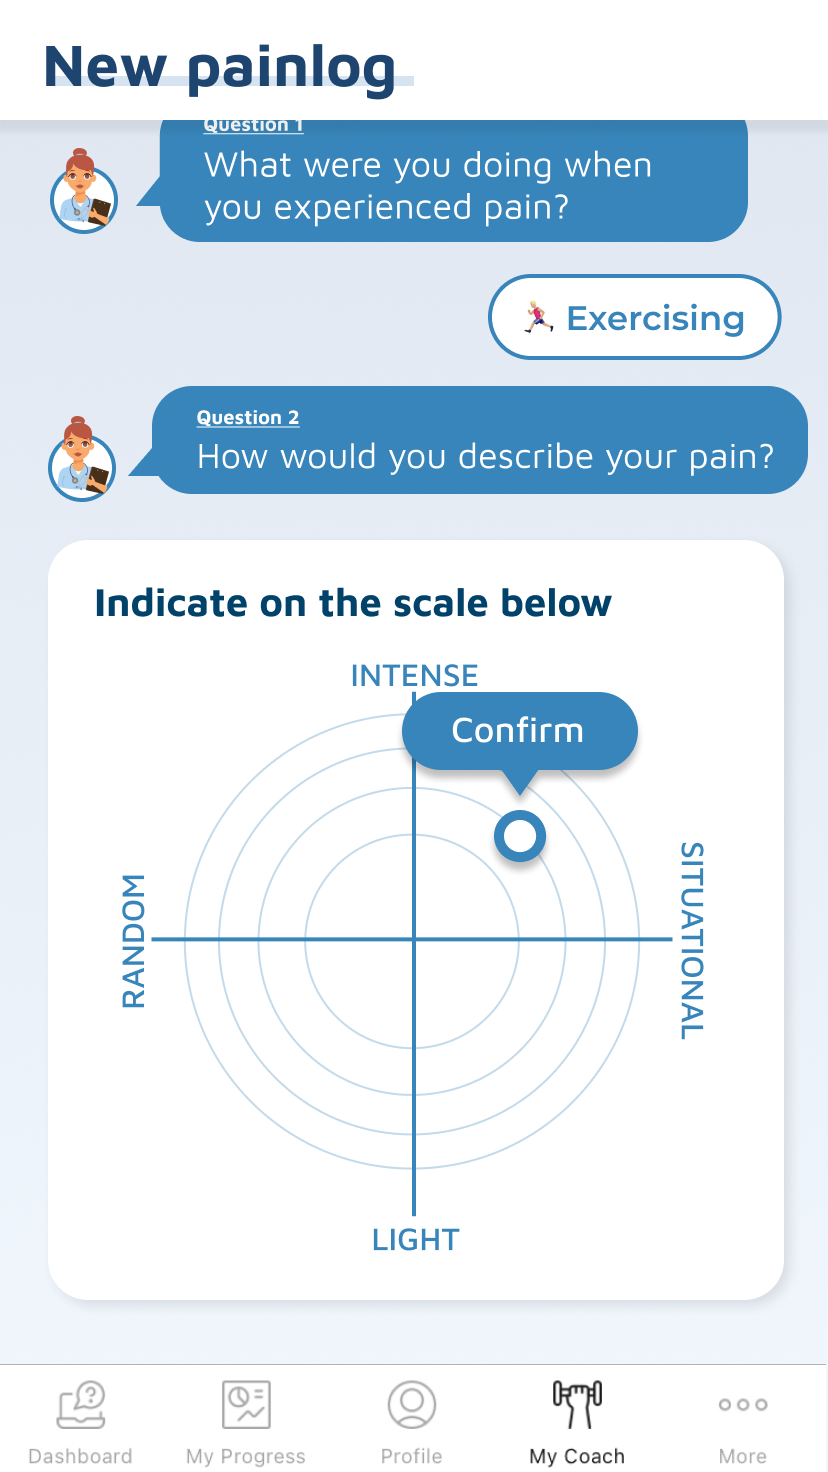 New painlog
Question 1
What were you doing when
you experienced pain?
Exercising
Question 2
How would you describe your pain?
Indicate on the scale below
INTENSE
Confirm
RANDOM
SITUATIONAL
LIGHT
Dashboard
My Progress
Profile
My Coach
More